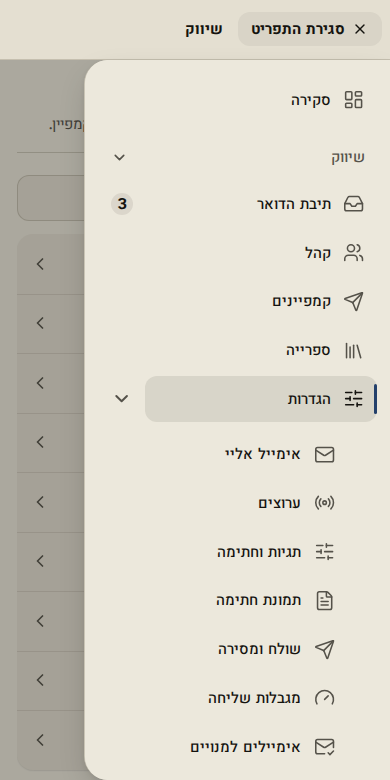 סגירת התפריט
שיווק
סקירה
שיווק
תיבת הדואר
3
קהל
קמפיינים
ספרייה
הגדרות
אימייל אליי
ערוצים
תגיות וחתימה
תמונת חתימה
שולח ומסירה
מגבלות שליחה
אימיילים למנויים